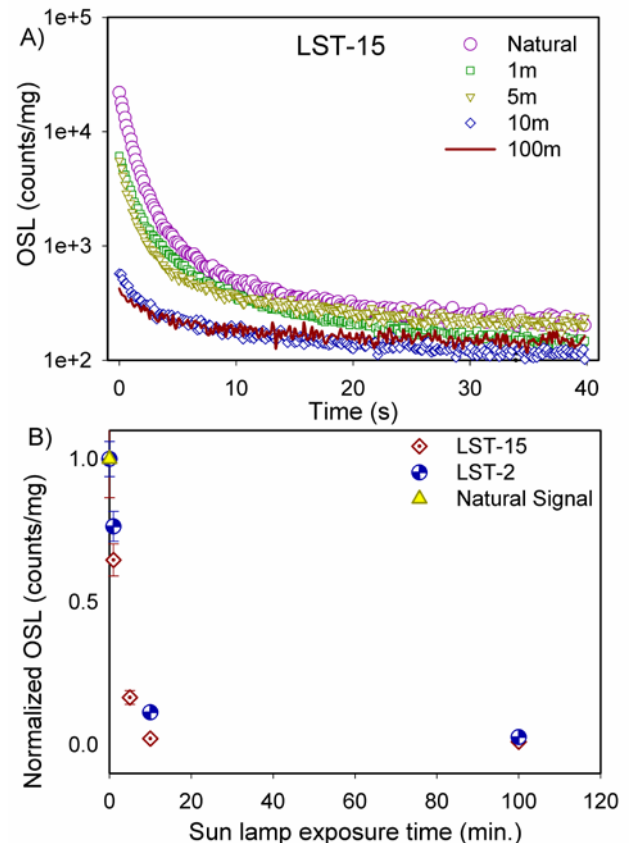 A)
LST-15
1e+5
1e+4
1e+3
1e+2
OSL (counts/mg)
Natural
1m
5m
10m
100m
0 10 20 30 40
Time (s)
B)
LST-15
LST-2
Natural Signal
1.0
0.5
0.0
Normalized OSL (counts/mg)
0 20 40 60 80 100 120
Sun lamp exposure time (min.)